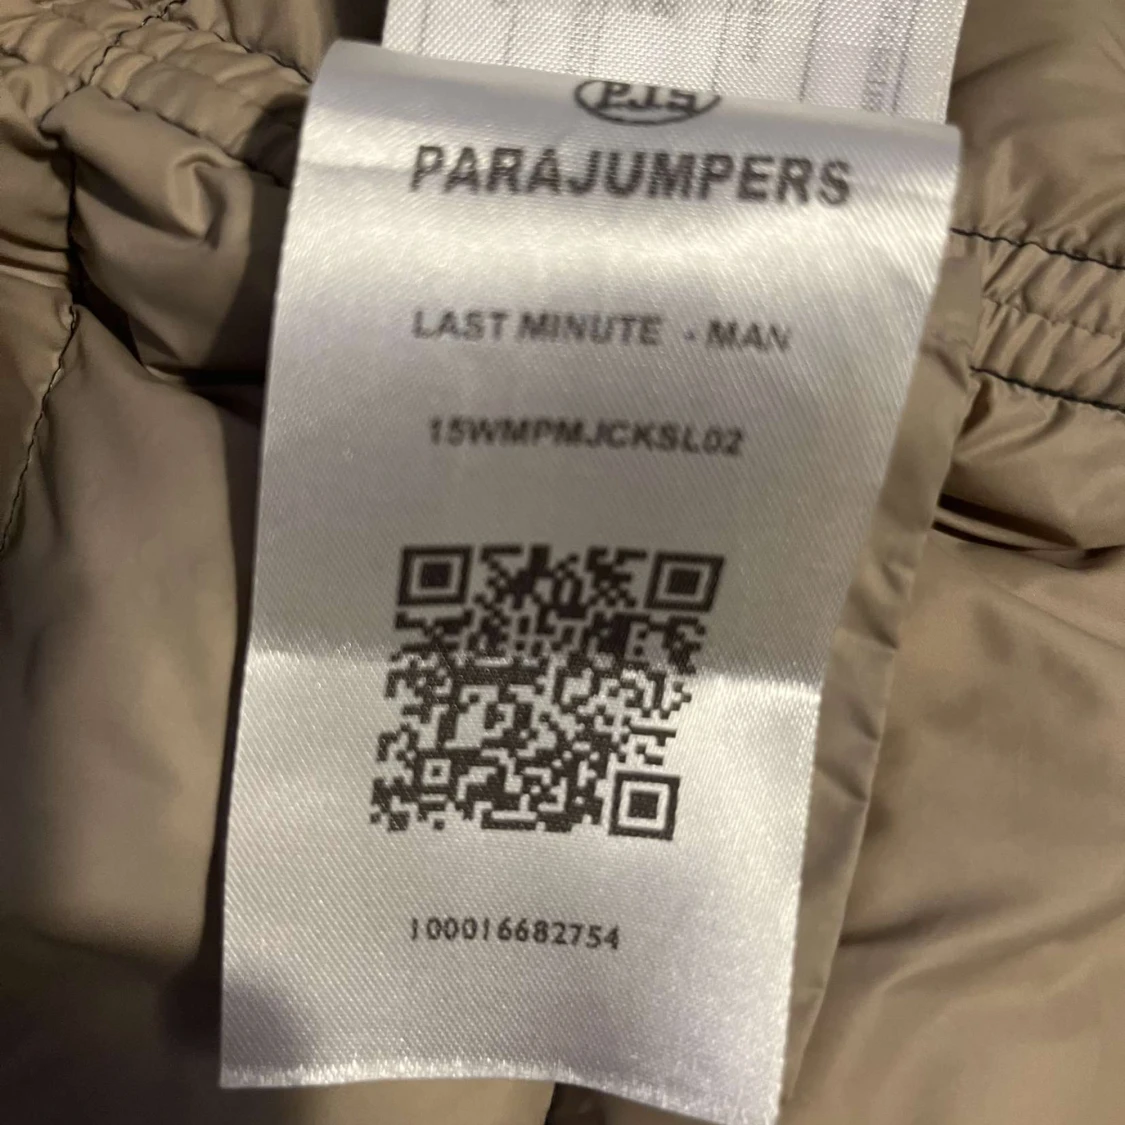 PJS
PARAJUMPERS
LAST MINUTE - MAN
15WMPMJCKSL02
100016682754